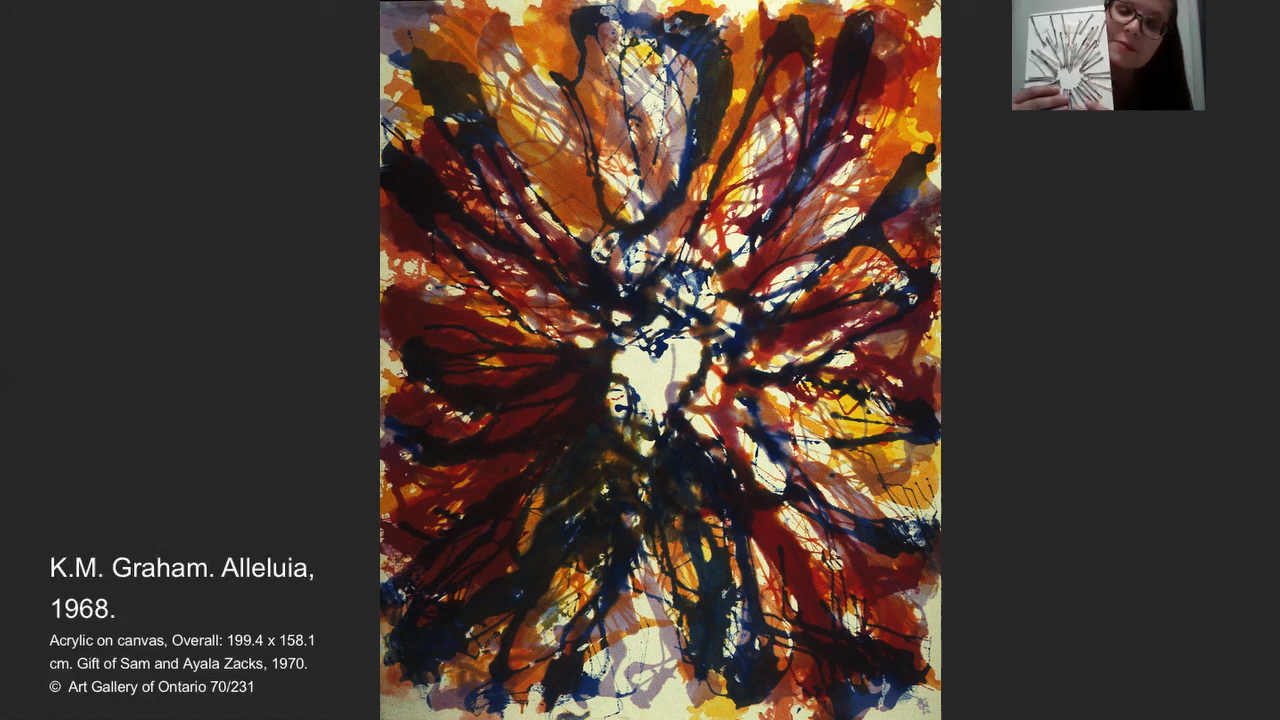 K.M. Graham. Alleluia,
1968.
Acrylic on canvas, Overall: 199.4 x 158.1
cm. Gift of Sam and Ayala Zacks, 1970.
© Art Gallery of Ontario 70/231